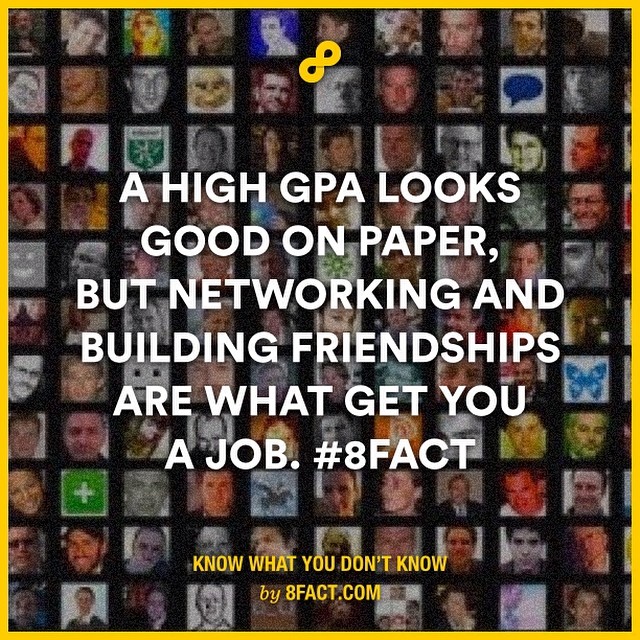 A HIGH GPA LOOKS
GOOD ON PAPER,
BUT NETWORKING AND
BUILDING FRIENDSHIPS
ARE WHAT GET YOU
A JOB. #8FACT
KNOW WHAT YOU DON'T KNOW
by 8FACT.COM